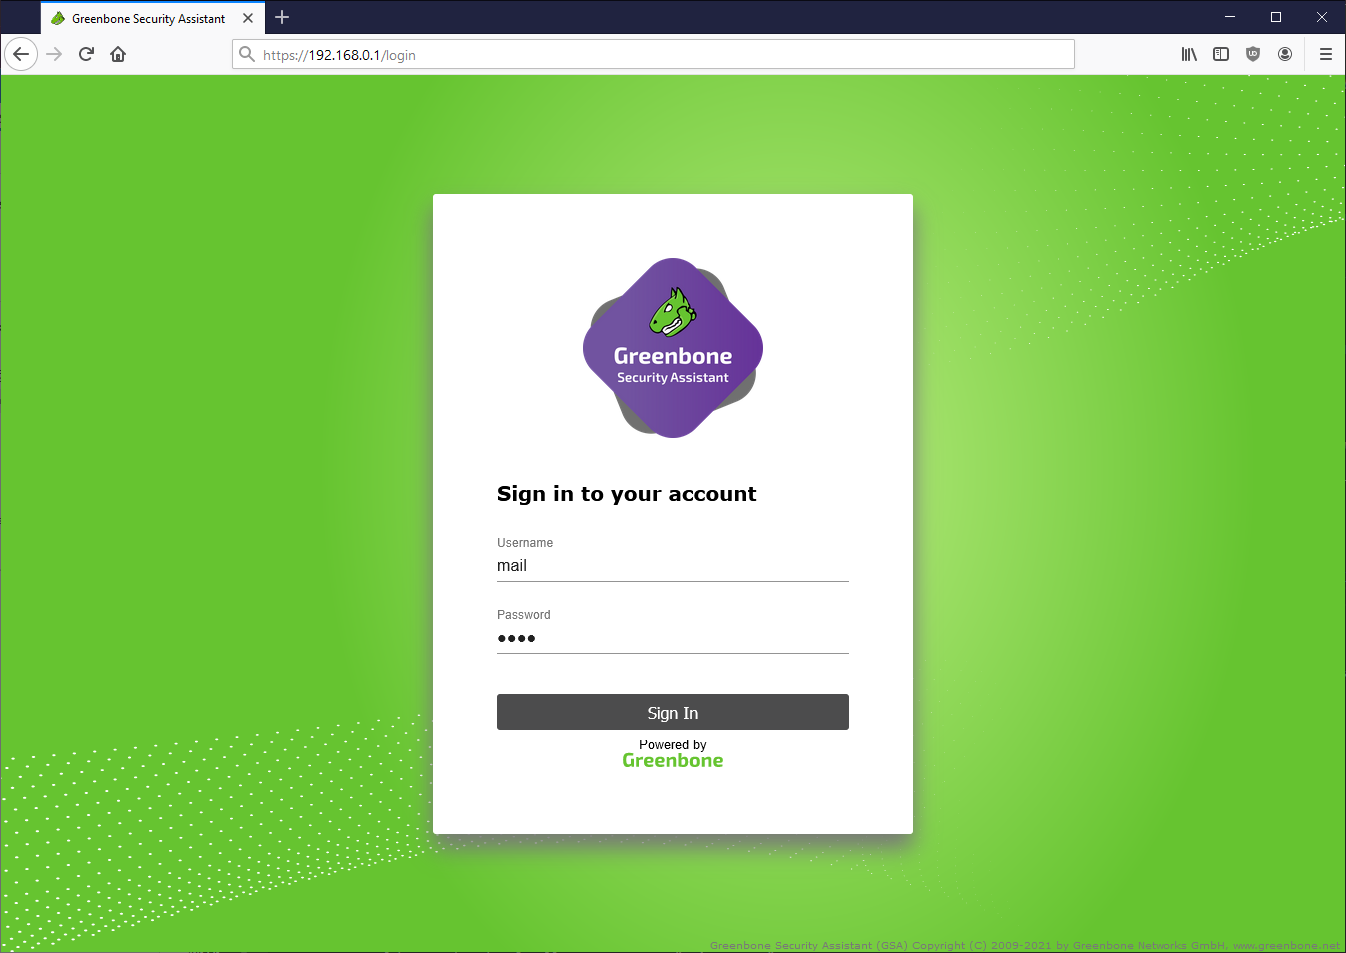 Greenbone Security Assistant
https://192.168.0.1/login
Greenbone
Security Assistant
Sign in to your account
Username
mail
Password
••••
Sign In
Powered by
Greenbone
Greenbone Security Assistant (GSA) Copyright (C) 2009-2021 by Greenbone Networks GmbH. www.greenbone.net